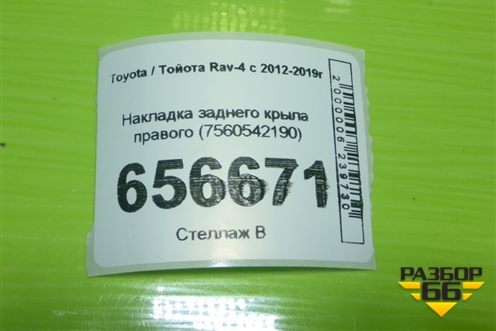 Toyota / Тойота Rav-4 с 2012-2019г
Накладка заднего крыла
правого (7560542190)
656671
Стеллаж В
2000006239730
РАЗБОР
66